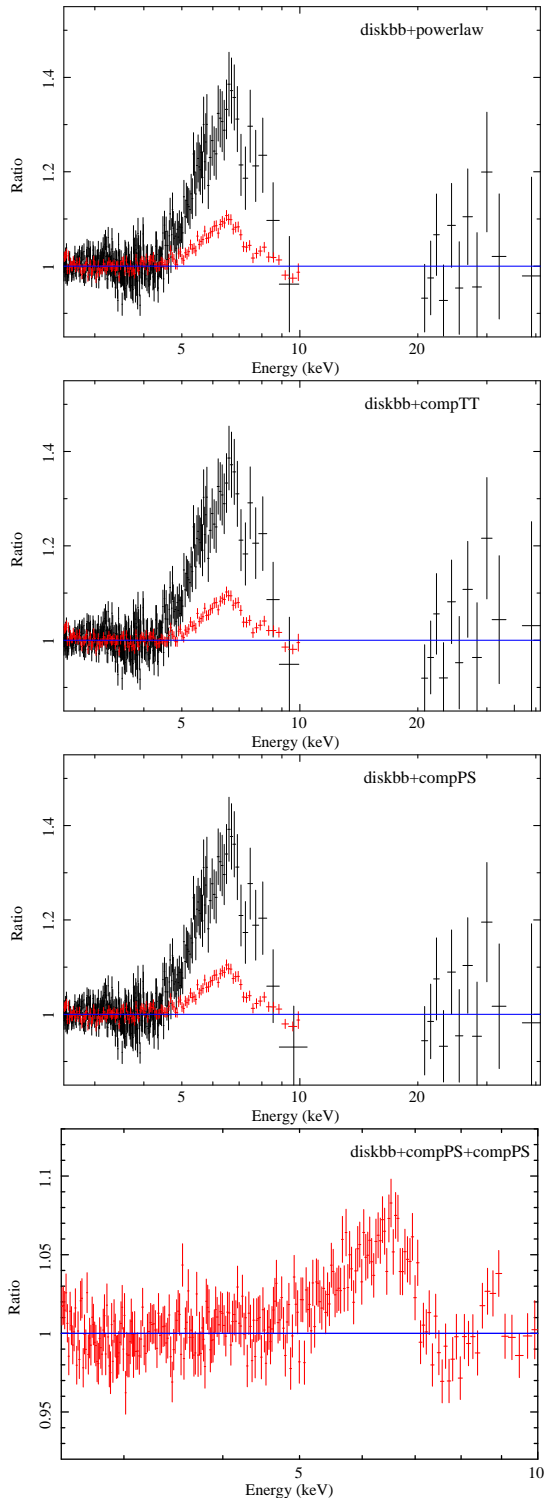 diskbb+powerlaw
1.4
1.2
1
Ratio
5
10
20
Energy (keV)
diskbb+compTT
1.4
1.2
1
Ratio
5
10
20
Energy (keV)
diskbb+compPS
1.4
1.2
1
Ratio
5
10
20
Energy (keV)
diskbb+compPS+compPS
1.1
1.05
1
0.95
Ratio
5
10
Energy (keV)